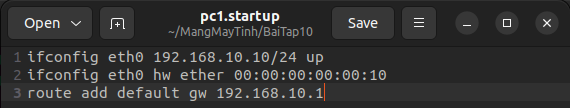 Open
pc1.startup
~/MangMayTinh/BaiTap10
Save
1 ifconfig eth0 192.168.10.10/24 up
2 ifconfig eth0 hw ether 00:00:00:00:00:10
3 route add default gw 192.168.10.1